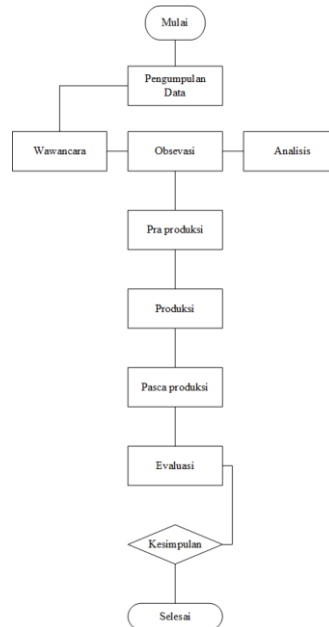 Mulai
Pengumpulan
Data
Wawancara
Obsevasi
Analisis
Pra produksi
Produksi
Pasca produksi
Evaluasi
Kesimpulan
Selesai